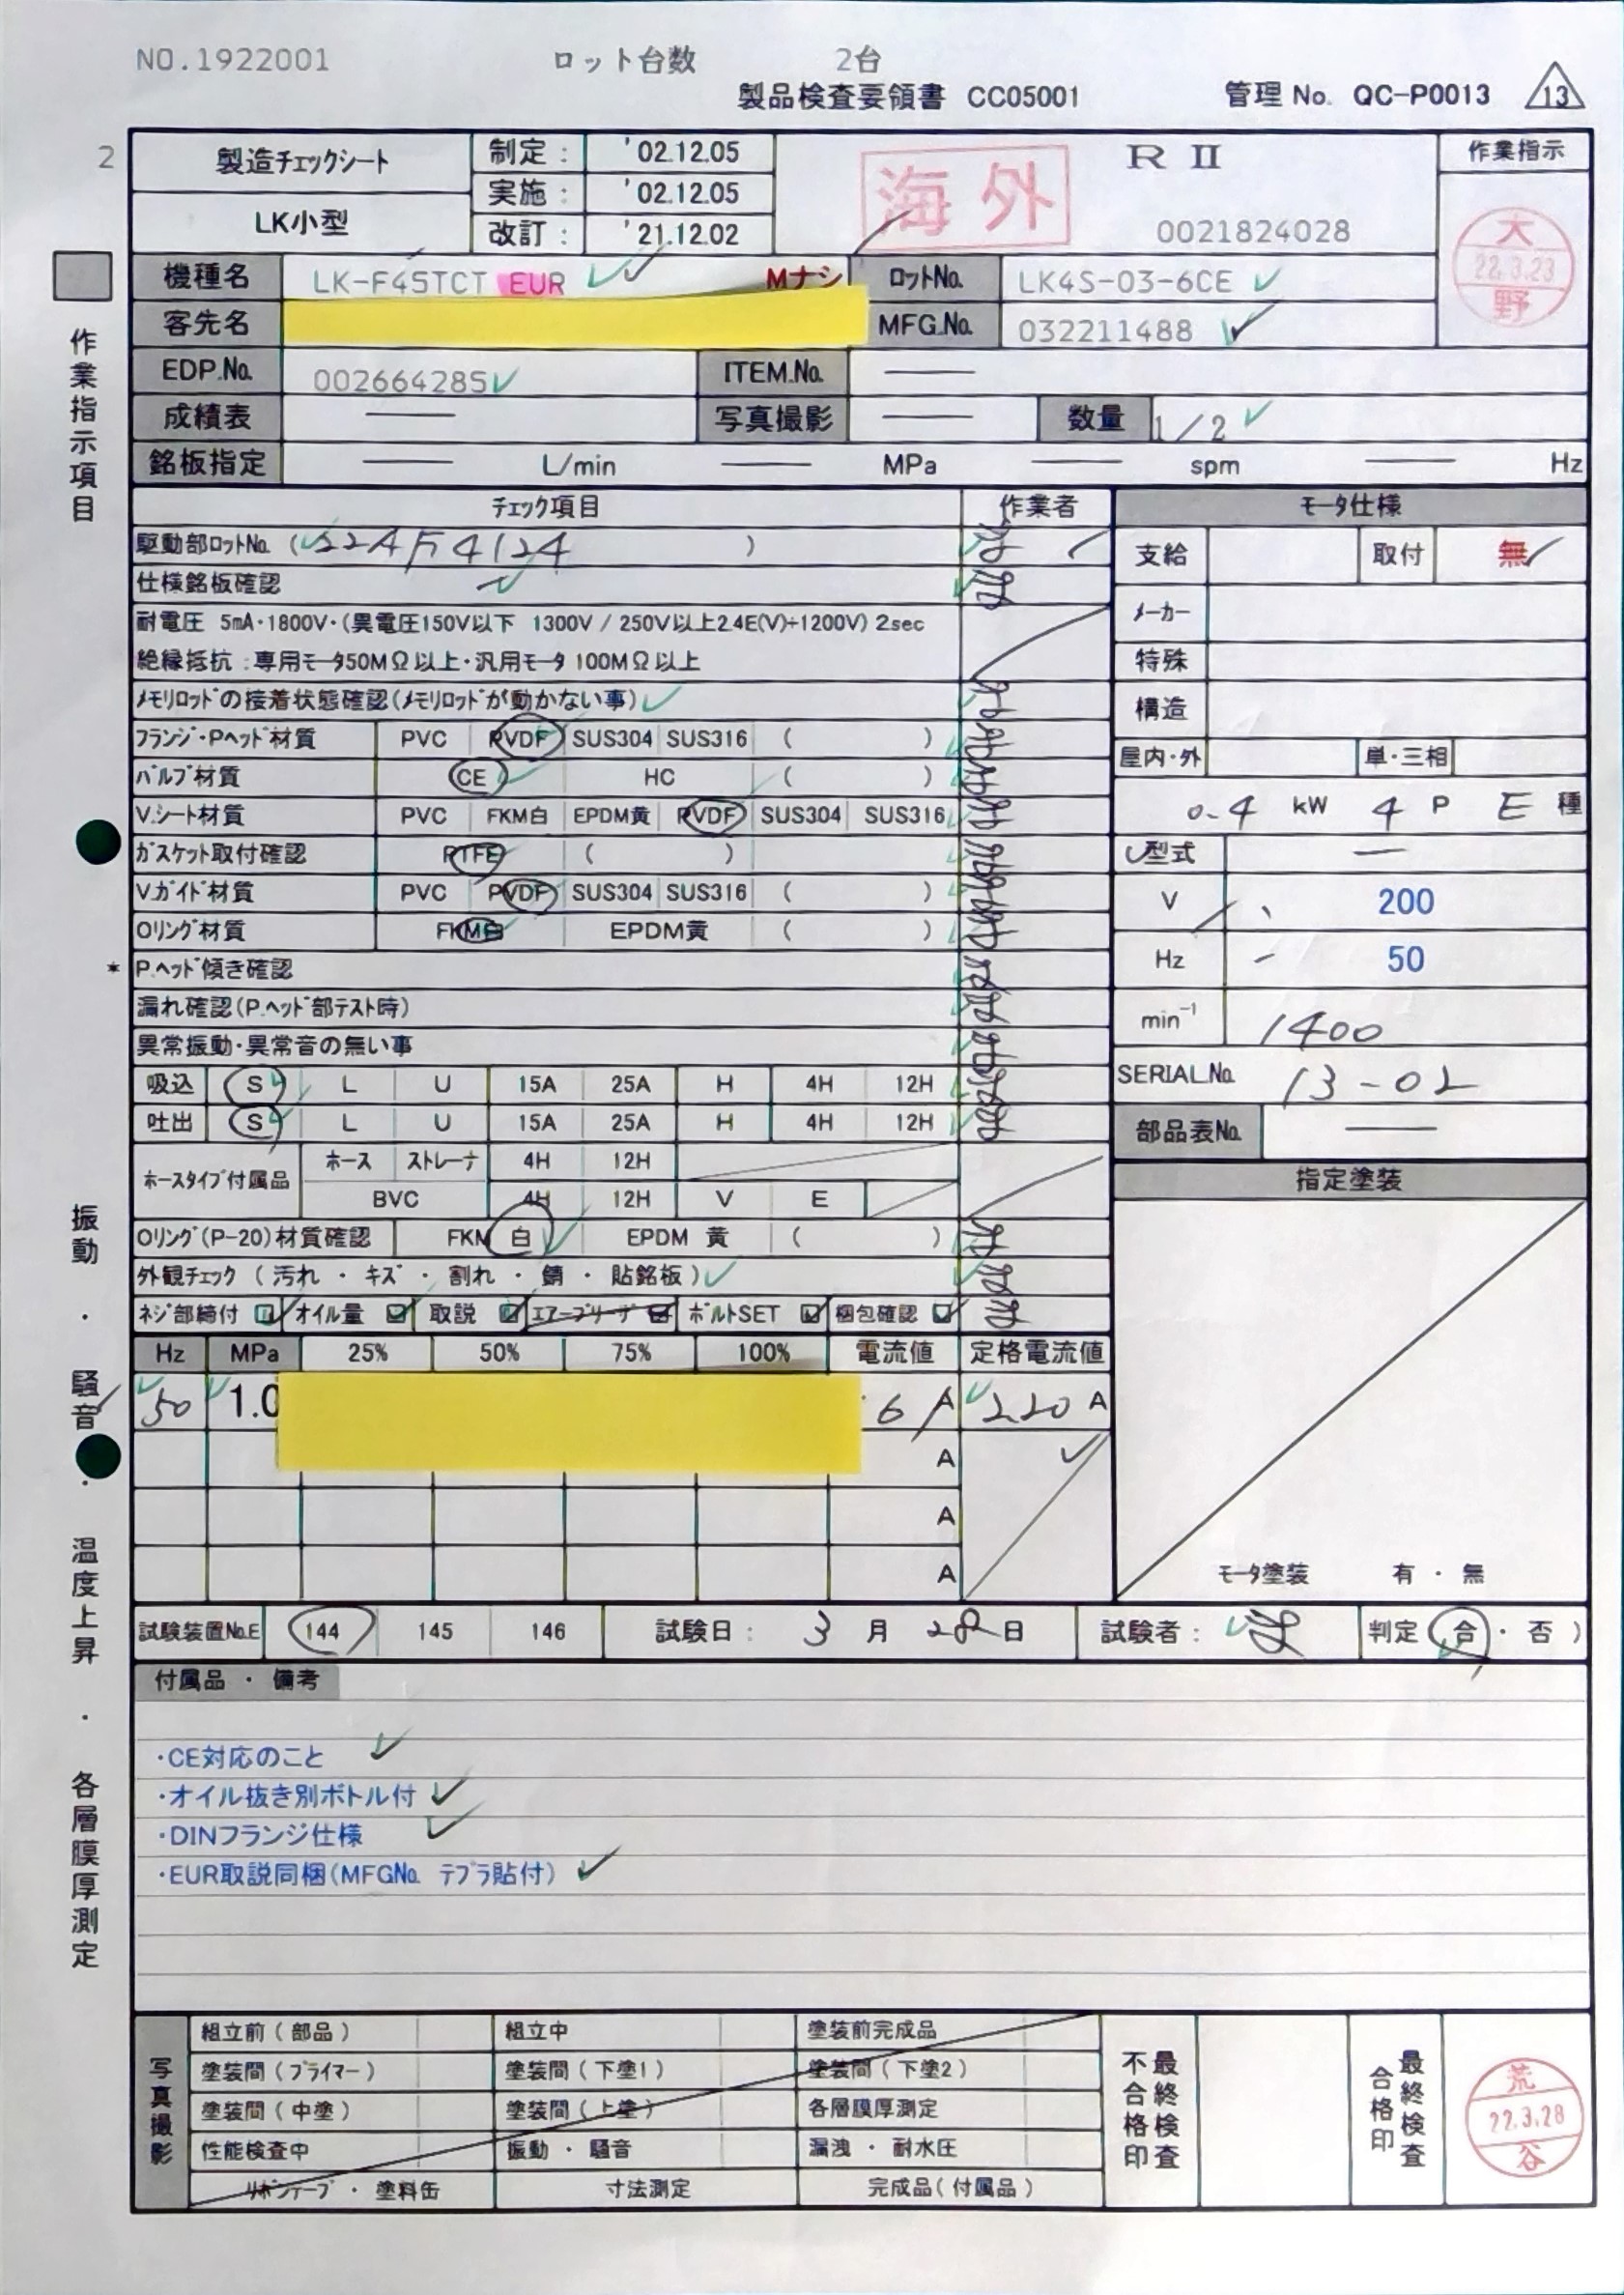 NO.1922001 ロット台数 2台
製品検査要領書 CC05001 管理 No. QC-P0013 13
2
製造チェックシート 制定： '02.12.05 R II 作業指示
実施： '02.12.05 海外
LK小型 改訂： '21.12.02 0021824028
大 22.3.23 野
機種名 LK-F45TCT EUR Mナシ ロットNo. LK4S-03-6CE
客先名 MFG.No. 032211488
EDP.No. 002664285 ITEM.No. ―
成績表 ― 写真撮影 ― 数量 1/2
銘板指定 ― L/min ― MPa ― spm ― Hz
作業指示項目
振動・騒音・温度上昇・各層膜厚測定
チェック項目 作業者
駆動部ロットNo. ( )
仕様銘板確認
耐電圧 5mA・1800V・(異電圧150V以下 1300V / 250V以上2.4E(V)+1200V) 2sec
絶縁抵抗：専用モータ50MΩ以上・汎用モータ 100MΩ以上
メモリロッドの接着状態確認(メモリロッドが動かない事)
フランジ・Pヘッド材質 PVC PVDF SUS304 SUS316 ( )
バルブ材質 CE HC ( )
V.シート材質 PVC FKM白 EPDM黄 PVDF SUS304 SUS316
ガスケット取付確認 PTFE ( )
V.ガイド材質 PVC PVDF SUS304 SUS316 ( )
Oリング材質 FKM白 EPDM黄 ( )
* P.ヘッド傾き確認
漏れ確認(P.ヘッド部テスト時)
異常振動・異常音の無い事
吸込 S L U 15A 25A H 4H 12H
吐出 S L U 15A 25A H 4H 12H
ホースタイプ付属品 ホース ストレーナ 4H 12H
BVC 4H 12H V E
Oリング(P-20)材質確認 FKM 白 EPDM 黄 ( )
外観チェック ( 汚れ ・ キズ ・ 割れ ・ 錆 ・ 貼銘板 )
ネジ部締付 オイル量 取説 エアーブリーザ ボルトSET 梱包確認
モータ仕様
支給 取付 無
メーカー
特殊
構造
屋内・外 単・三相
0.4 kW 4 P E 種
型式 ―
V 200
Hz 50
min⁻¹ 1400
SERIAL.No. 13-02
部品表No. ―
指定塗装
モータ塗装 有 ・ 無
Hz MPa 25% 50% 75% 100% 電流値 定格電流値
50 1.0 6 A 2.20 A
A
A
A
試験装置No.E 144 145 146 試験日： 3 月 28 日 試験者： 判定 ( 合 ・ 否 )
付属品 ・ 備考
・CE対応のこと
・オイル抜き別ボトル付
・DINフランジ仕様
・EUR取説同梱(MFGNo. テプラ貼付)
写真撮影
組立前 ( 部品 ) 組立中 塗装前完成品
塗装間 ( プライマー ) 塗装間 ( 下塗1 ) 塗装間 ( 下塗2 )
塗装間 ( 中塗 ) 塗装間 ( 上塗 ) 各層膜厚測定
性能検査中 振動 ・ 騒音 漏洩 ・ 耐水圧
リボンテープ ・ 塗料缶 寸法測定 完成品 ( 付属品 )
最終検査不合格印
最終検査合格印
荒 22.3.28 谷